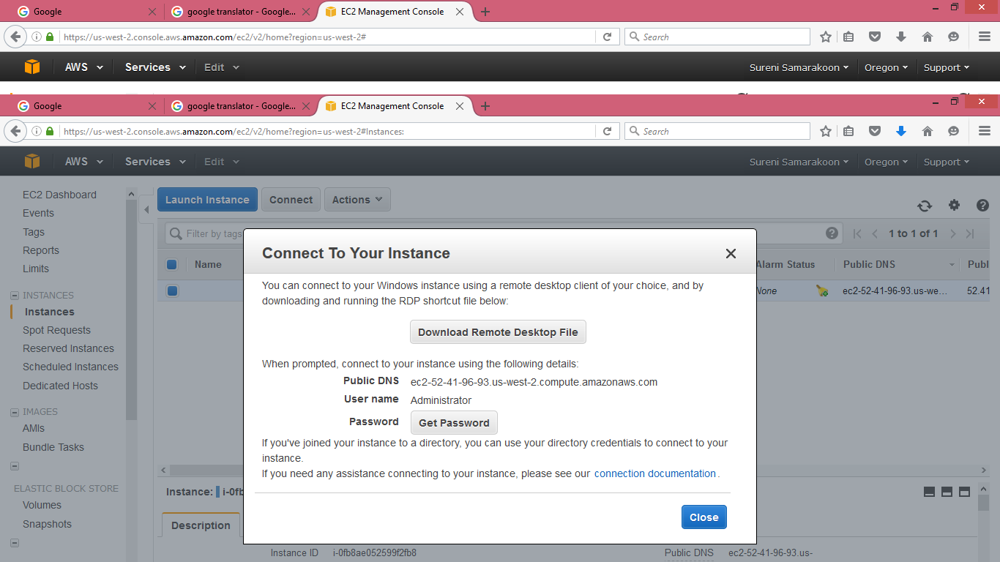 Google
google translator - Google...
EC2 Management Console
https://us-west-2.console.aws.amazon.com/ec2/v2/home?region=us-west-2#
Search
AWS
Services
Edit
Sureni Samarakoon
Oregon
Support
Google
google translator - Google...
EC2 Management Console
https://us-west-2.console.aws.amazon.com/ec2/v2/home?region=us-west-2#Instances:
Search
AWS
Services
Edit
Sureni Samarakoon
Oregon
Support
EC2 Dashboard
Events
Tags
Reports
Limits
INSTANCES
Instances
Spot Requests
Reserved Instances
Scheduled Instances
Dedicated Hosts
IMAGES
AMIs
Bundle Tasks
ELASTIC BLOCK STORE
Volumes
Snapshots
Launch Instance
Connect
Actions
Filter by tags
1 to 1 of 1
Name
Alarm Status
Public DNS
Publ
None
ec2-52-41-96-93.us-we...
52.41
Connect To Your Instance
You can connect to your Windows instance using a remote desktop client of your choice, and by
downloading and running the RDP shortcut file below:
Download Remote Desktop File
When prompted, connect to your instance using the following details:
Public DNS
ec2-52-41-96-93.us-west-2.compute.amazonaws.com
User name
Administrator
Password
Get Password
If you've joined your instance to a directory, you can use your directory credentials to connect to your
instance.
If you need any assistance connecting to your instance, please see our connection documentation.
Close
Instance:
i-0fb
Description
Instance ID
i-0fb8ae052599f2fb8
Public DNS
ec2-52-41-96-93.us-